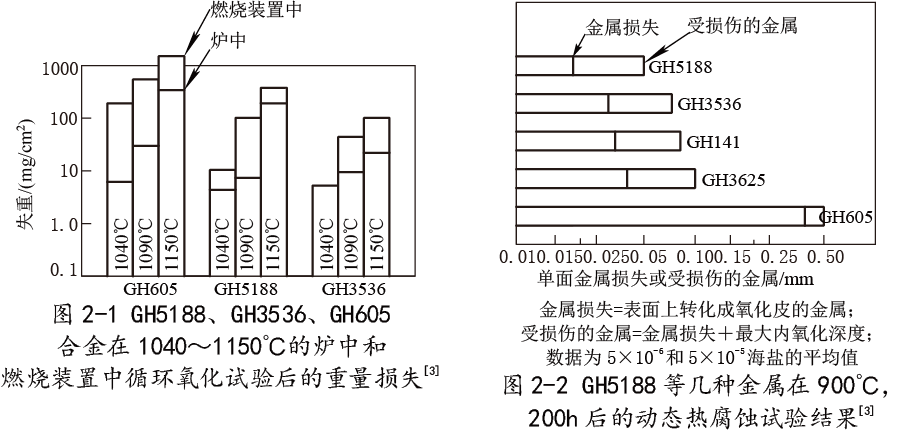 燃烧装置中
炉中
1000
100
10
1.0
0.1
失重/(mg/cm²)
1040℃
1090℃
1150℃
1040℃
1090℃
1150℃
1040℃
1090℃
1150℃
GH605
GH5188
GH3536
图 2-1 GH5188、GH3536、GH605
合金在 1040～1150℃的炉中和
燃烧装置中循环氧化试验后的重量损失[3]
金属损失
受损伤的金属
GH5188
GH3536
GH141
GH3625
GH605
0.01 0.0150.025 0.05 0.100 0.15 0.25 0.50
单面金属损失或受损伤的金属/mm
金属损失=表面上转化成氧化皮的金属；
受损伤的金属=金属损失＋最大内氧化深度；
数据为 5×10⁻⁶和 5×10⁻⁵海盐的平均值
图 2-2 GH5188 等几种金属在 900℃，
200h 后的动态热腐蚀试验结果[3]